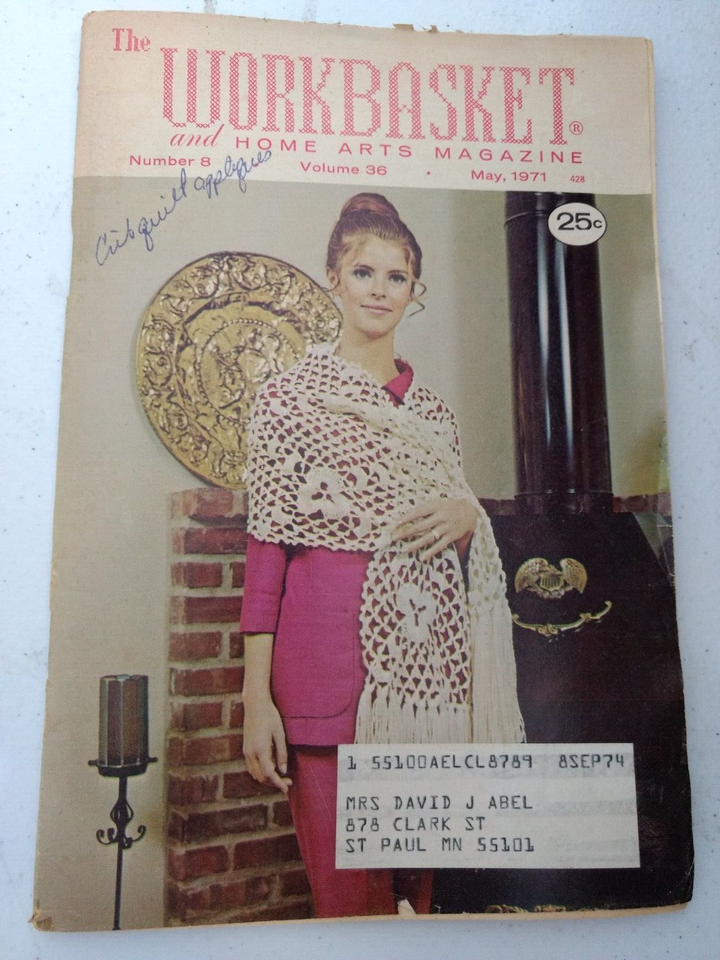 The
WORKBASKET®
and HOME ARTS MAGAZINE
Number 8 Volume 36 • May, 1971 428
Crib quilt appliques
25c
1 55100AELCL8789 8SEP74
MRS DAVID J ABEL
878 CLARK ST
ST PAUL MN 55101